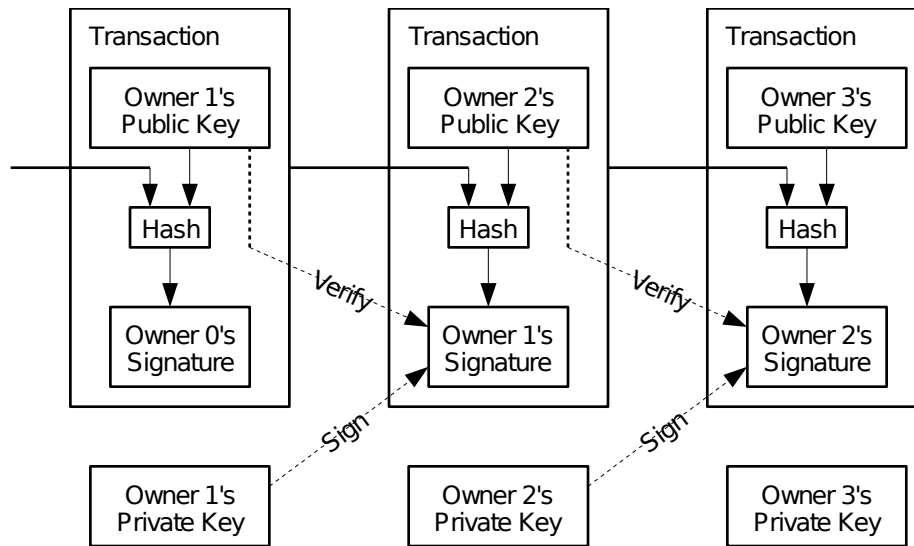 Transaction
Owner 1's
Public Key
Hash
Verify
Owner 0's
Signature
Transaction
Owner 2's
Public Key
Hash
Verify
Owner 1's
Signature
Transaction
Owner 3's
Public Key
Hash
Owner 2's
Signature
Sign
Sign
Owner 1's
Private Key
Owner 2's
Private Key
Owner 3's
Private Key